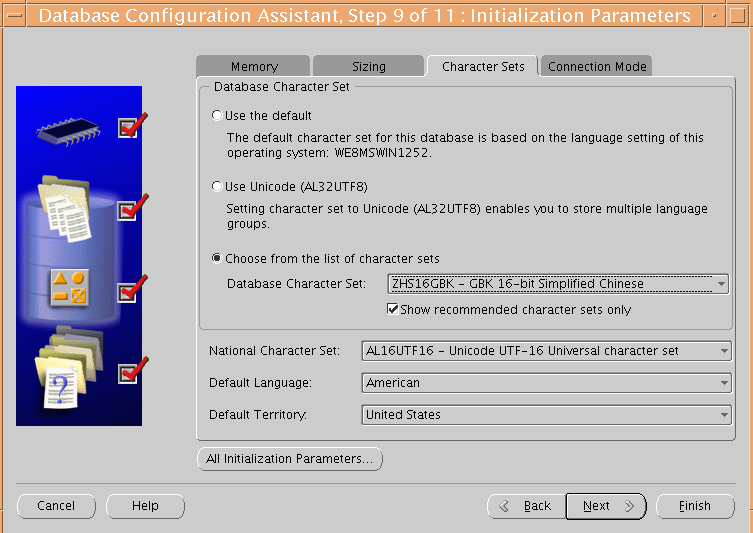 Database Configuration Assistant, Step 9 of 11 : Initialization Parameters
Memory
Sizing
Character Sets
Connection Mode
Database Character Set
Use the default
The default character set for this database is based on the language setting of this
operating system: WE8MSWIN1252.
Use Unicode (AL32UTF8)
Setting character set to Unicode (AL32UTF8) enables you to store multiple language
groups.
Choose from the list of character sets
Database Character Set: ZHS16GBK - GBK 16-bit Simplified Chinese
Show recommended character sets only
National Character Set: AL16UTF16 - Unicode UTF-16 Universal character set
Default Language: American
Default Territory: United States
?
All Initialization Parameters...
Cancel
Help
Back
Next
Finish